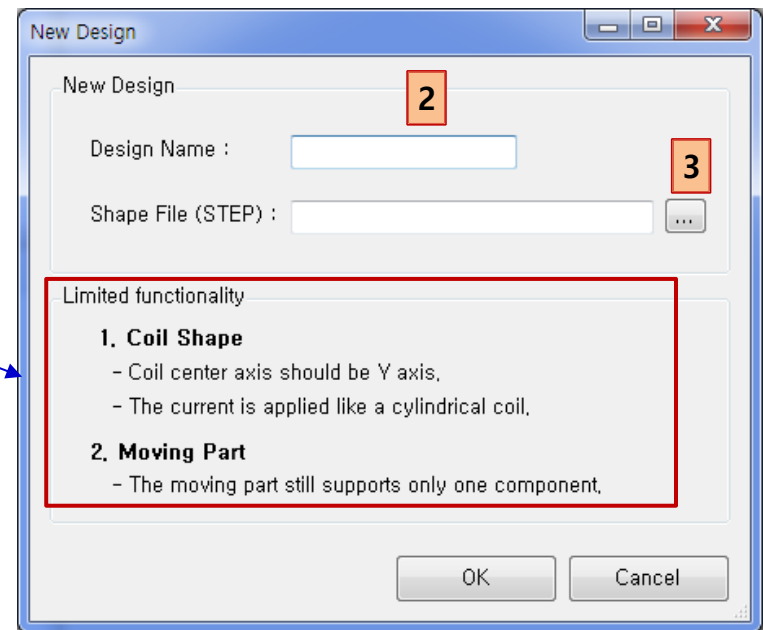 New Design
New Design
2
Design Name :
3
Shape File (STEP) :
...
Limited functionality
1. Coil Shape
- Coil center axis should be Y axis,
- The current is applied like a cylindrical coil,
2. Moving Part
- The moving part still supports only one component,
OK
Cancel